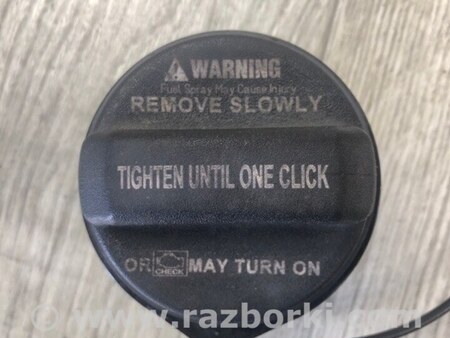 WARNING
Fuel Spray May Cause Injury
REMOVE SLOWLY
TIGHTEN UNTIL ONE CLICK
OR CHECK MAY TURN ON
www.razborki.com